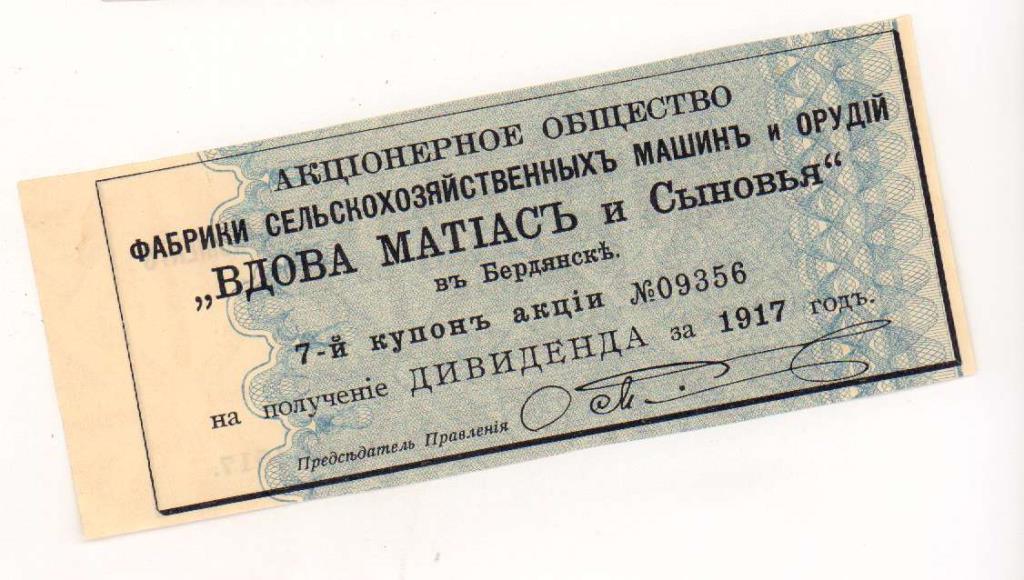 АКЦІОНЕРНОЕ ОБЩЕСТВО
ФАБРИКИ СЕЛЬСКОХОЗЯЙСТВЕННЫХЪ МАШИНЪ и ОРУДІЙ
„ВДОВА МАТІАСЪ и Сыновья“
въ Бердянскѣ.
7-й купонъ акціи №09356
на полученіе ДИВИДЕНДА за 1917 годъ.
Предсѣдатель Правленія